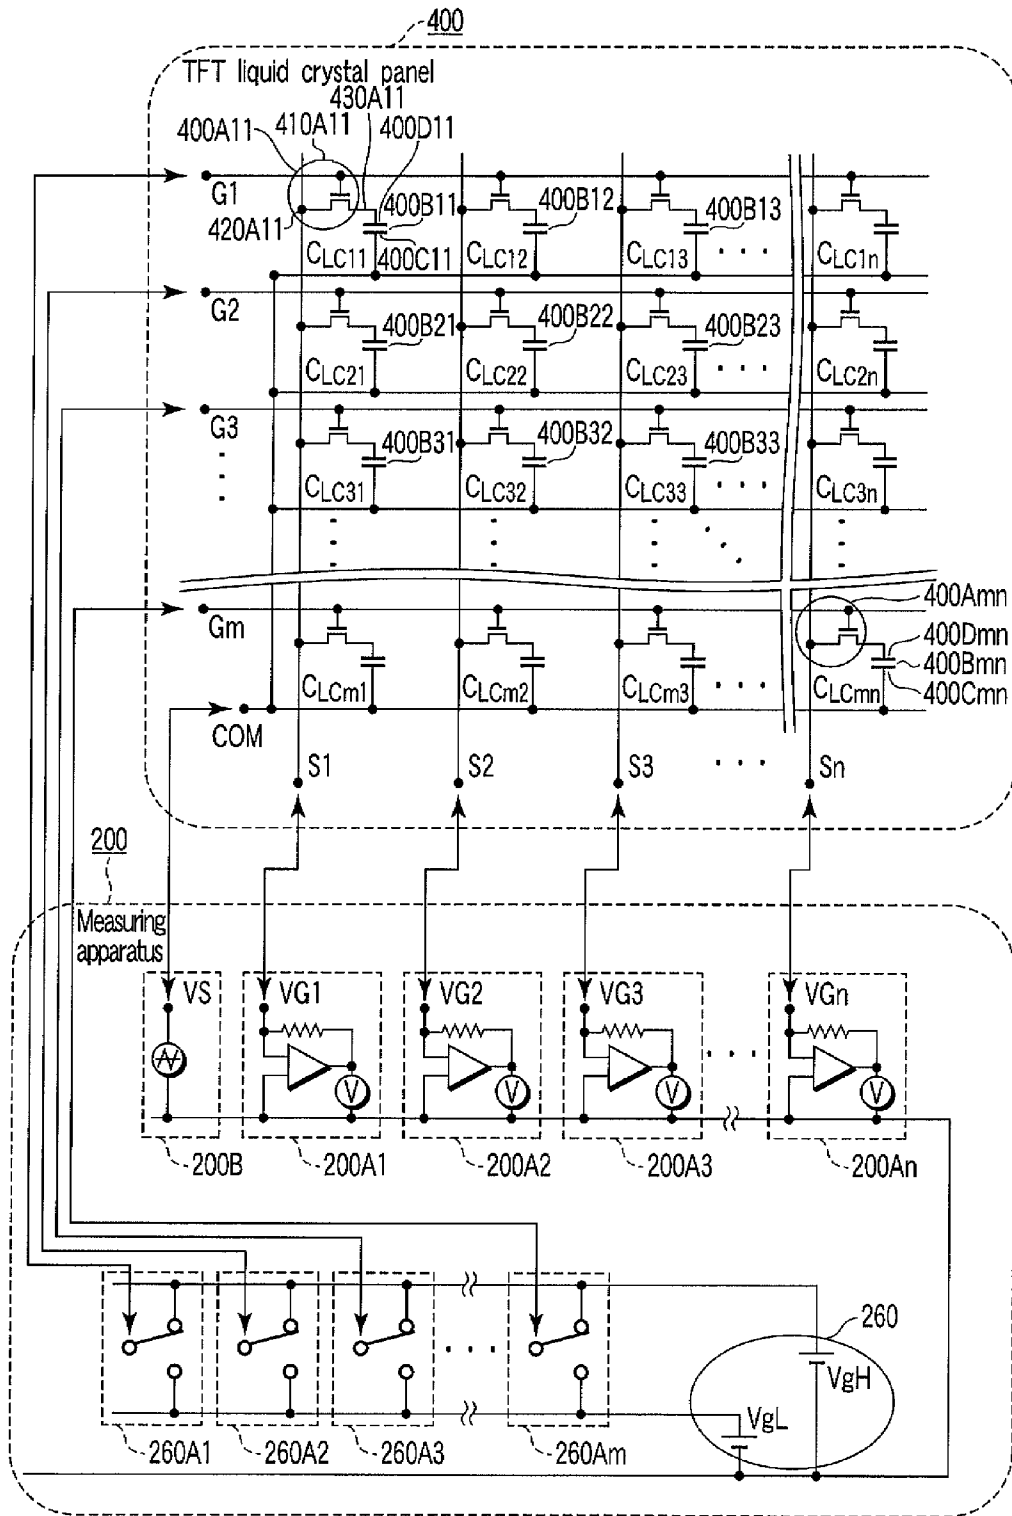 400
TFT liquid crystal panel
430A11
410A11
400A11
400D11
G1
400B11
400B12
400B13
420A11
CLC11
400C11
CLC12
CLC13
. . .
CLC1n
G2
400B21
400B22
400B23
CLC21
CLC22
CLC23
. . .
CLC2n
G3
400B31
400B32
400B33
CLC31
CLC32
CLC33
. . .
CLC3n
400Amn
Gm
400Dmn
400Bmn
CLCm1
CLCm2
CLCm3
. . .
CLCmn
400Cmn
COM
S1
S2
S3
. . .
Sn
200
Measuring
apparatus
VS
VG1
VG2
VG3
VGn
. . .
V
V
V
V
200B
200A1
200A2
200A3
200An
260
. . .
VgH
VgL
260A1
260A2
260A3
260Am